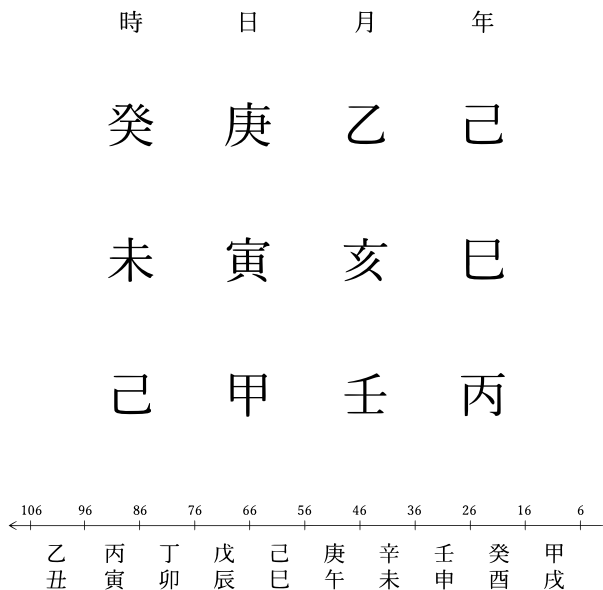 時 日 月 年
癸 庚 乙 己
未 寅 亥 巳
己 甲 壬 丙
106 96 86 76 66 56 46 36 26 16 6
乙 丙 丁 戊 己 庚 辛 壬 癸 甲
丑 寅 卯 辰 巳 午 未 申 酉 戌